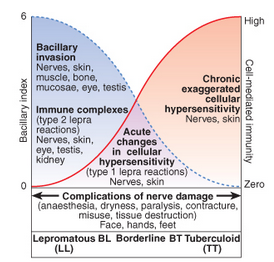 6
High
Bacillary
invasion
Nerves, skin,
muscle, bone,
mucosae, eye, testis
Immune complexes
(type 2 lepra
reactions)
Nerves, skin,
eye, testis,
kidney
Acute
changes
in cellular
hypersensitivity
(type 1 lepra reactions)
Nerves, skin
Chronic
exaggerated
cellular
hypersensitivity
Nerves, skin
Bacillary index
Cell-mediated immunity
0
Zero
Complications of nerve damage
(anaesthesia, dryness, paralysis, contracture,
misuse, tissue destruction)
Face, hands, feet
Lepromatous BL Borderline BT Tuberculoid
(LL) (TT)